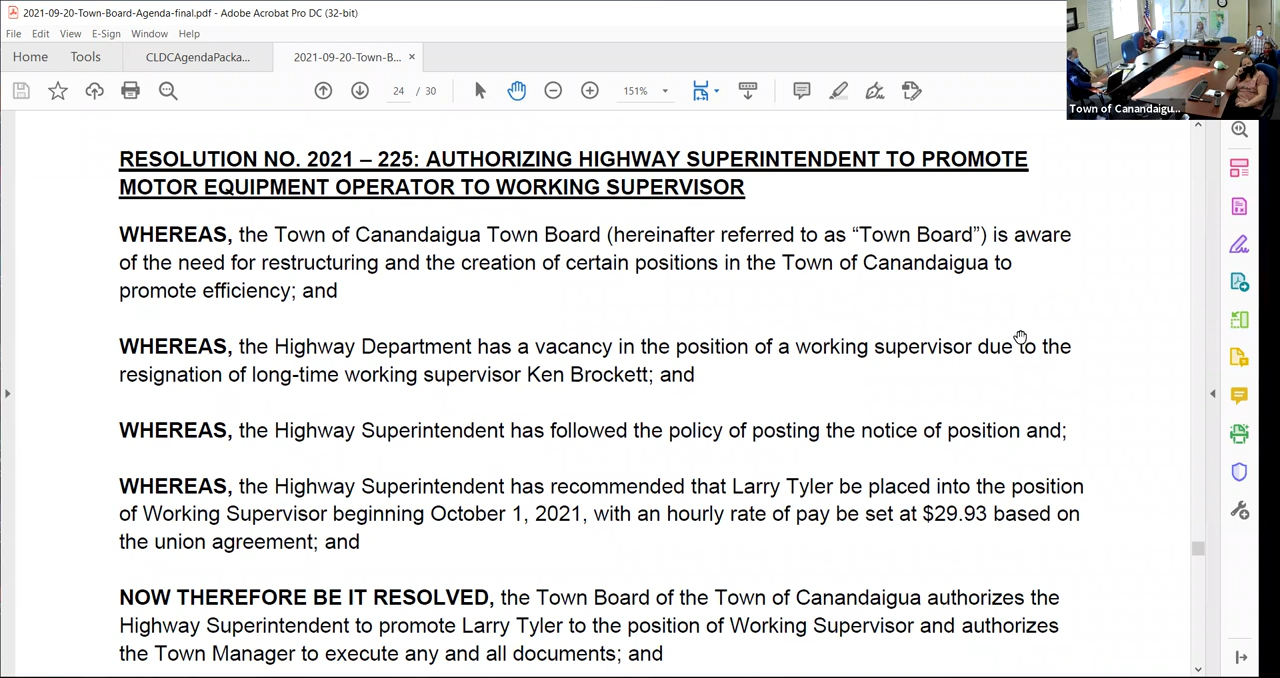 2021-09-20-Town-Board-Agenda-final.pdf - Adobe Acrobat Pro DC (32-bit)
File Edit View E-Sign Window Help
Home Tools CLDCAgendaPacka... 2021-09-20-Town-B... ×
24 / 30 151%
Town of Canandaigu...
RESOLUTION NO. 2021 – 225: AUTHORIZING HIGHWAY SUPERINTENDENT TO PROMOTE
MOTOR EQUIPMENT OPERATOR TO WORKING SUPERVISOR
WHEREAS, the Town of Canandaigua Town Board (hereinafter referred to as “Town Board”) is aware
of the need for restructuring and the creation of certain positions in the Town of Canandaigua to
promote efficiency; and
WHEREAS, the Highway Department has a vacancy in the position of a working supervisor due to the
resignation of long-time working supervisor Ken Brockett; and
WHEREAS, the Highway Superintendent has followed the policy of posting the notice of position and;
WHEREAS, the Highway Superintendent has recommended that Larry Tyler be placed into the position
of Working Supervisor beginning October 1, 2021, with an hourly rate of pay be set at $29.93 based on
the union agreement; and
NOW THEREFORE BE IT RESOLVED, the Town Board of the Town of Canandaigua authorizes the
Highway Superintendent to promote Larry Tyler to the position of Working Supervisor and authorizes
the Town Manager to execute any and all documents; and